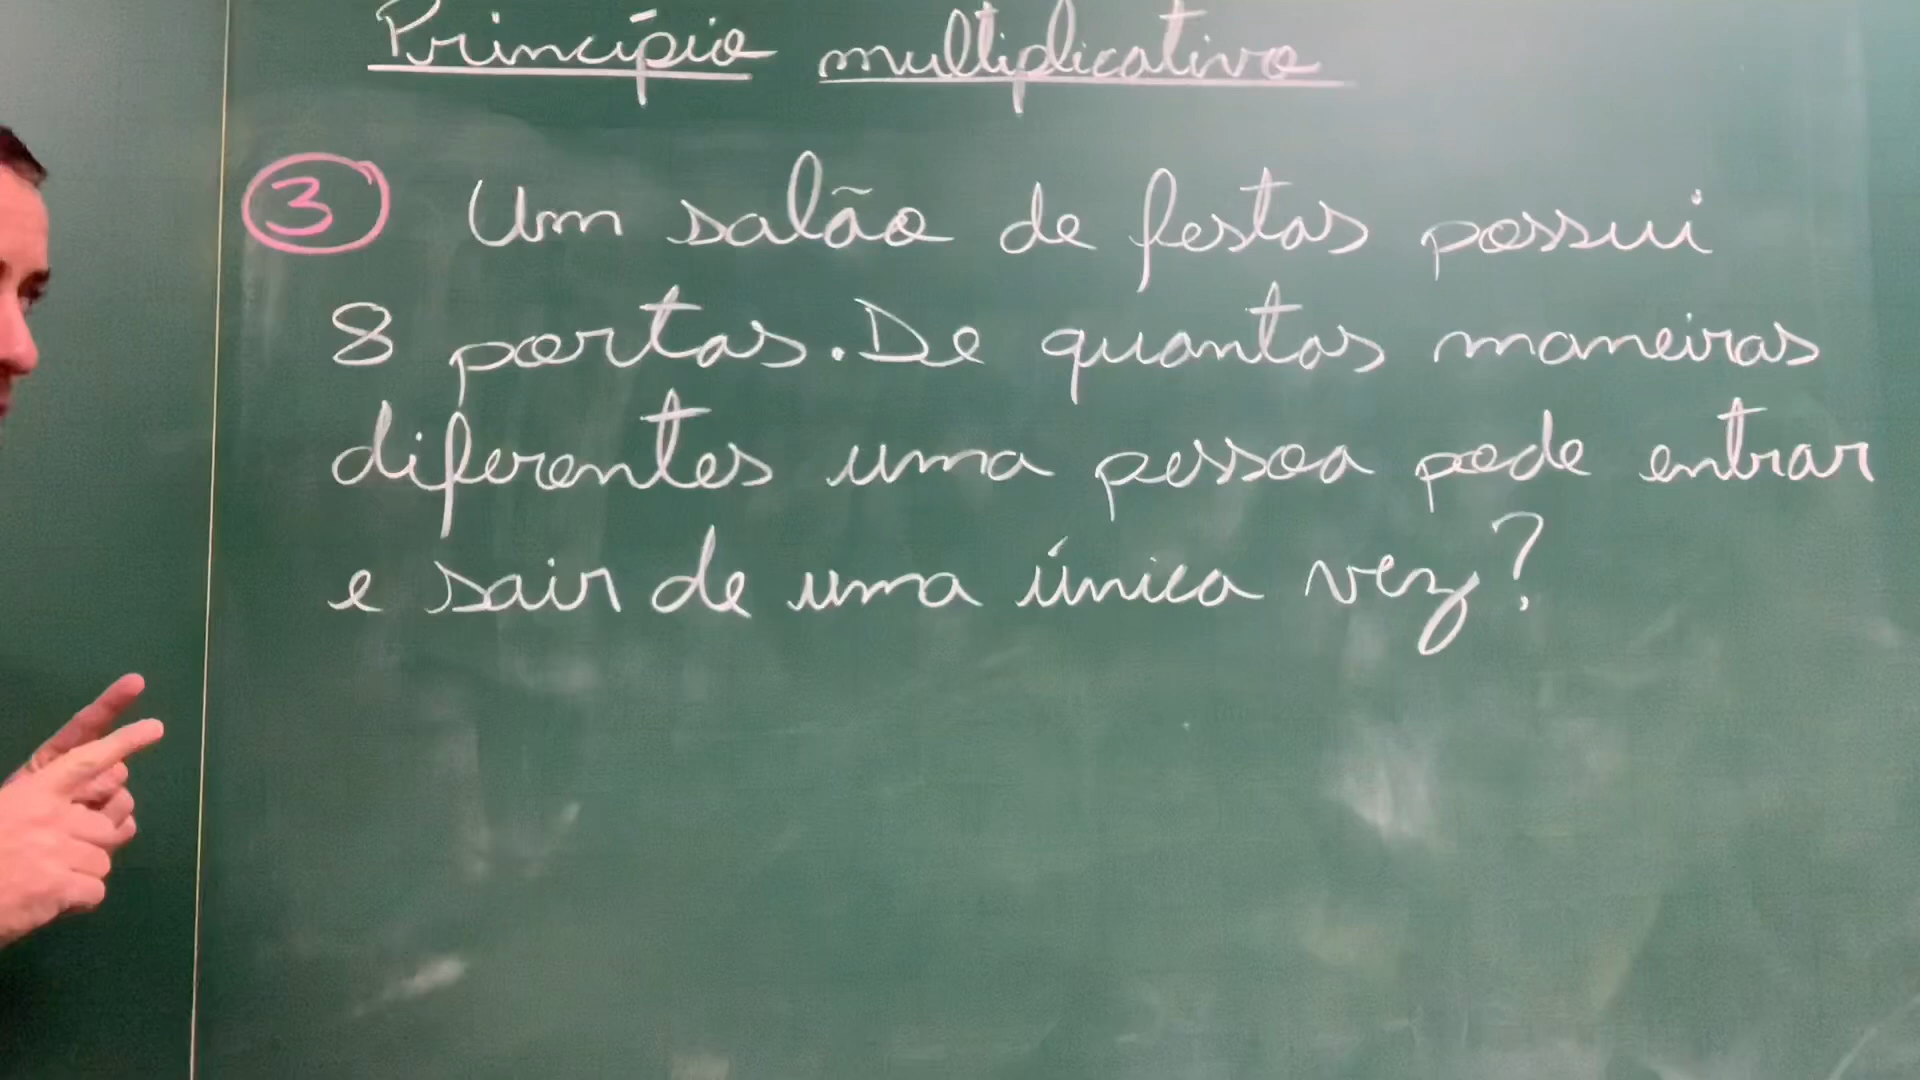 Princípio multiplicativo
3 Um salão de festas possui
8 portas. De quantas maneiras
diferentes uma pessoa pode entrar
e sair de uma única vez?